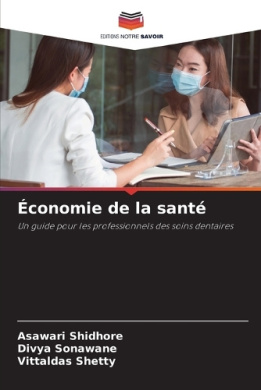 EDITIONS NOTRE SAVOIR
Économie de la santé
Un guide pour les professionnels des soins dentaires
Asawari Shidhore
Divya Sonawane
Vittaldas Shetty